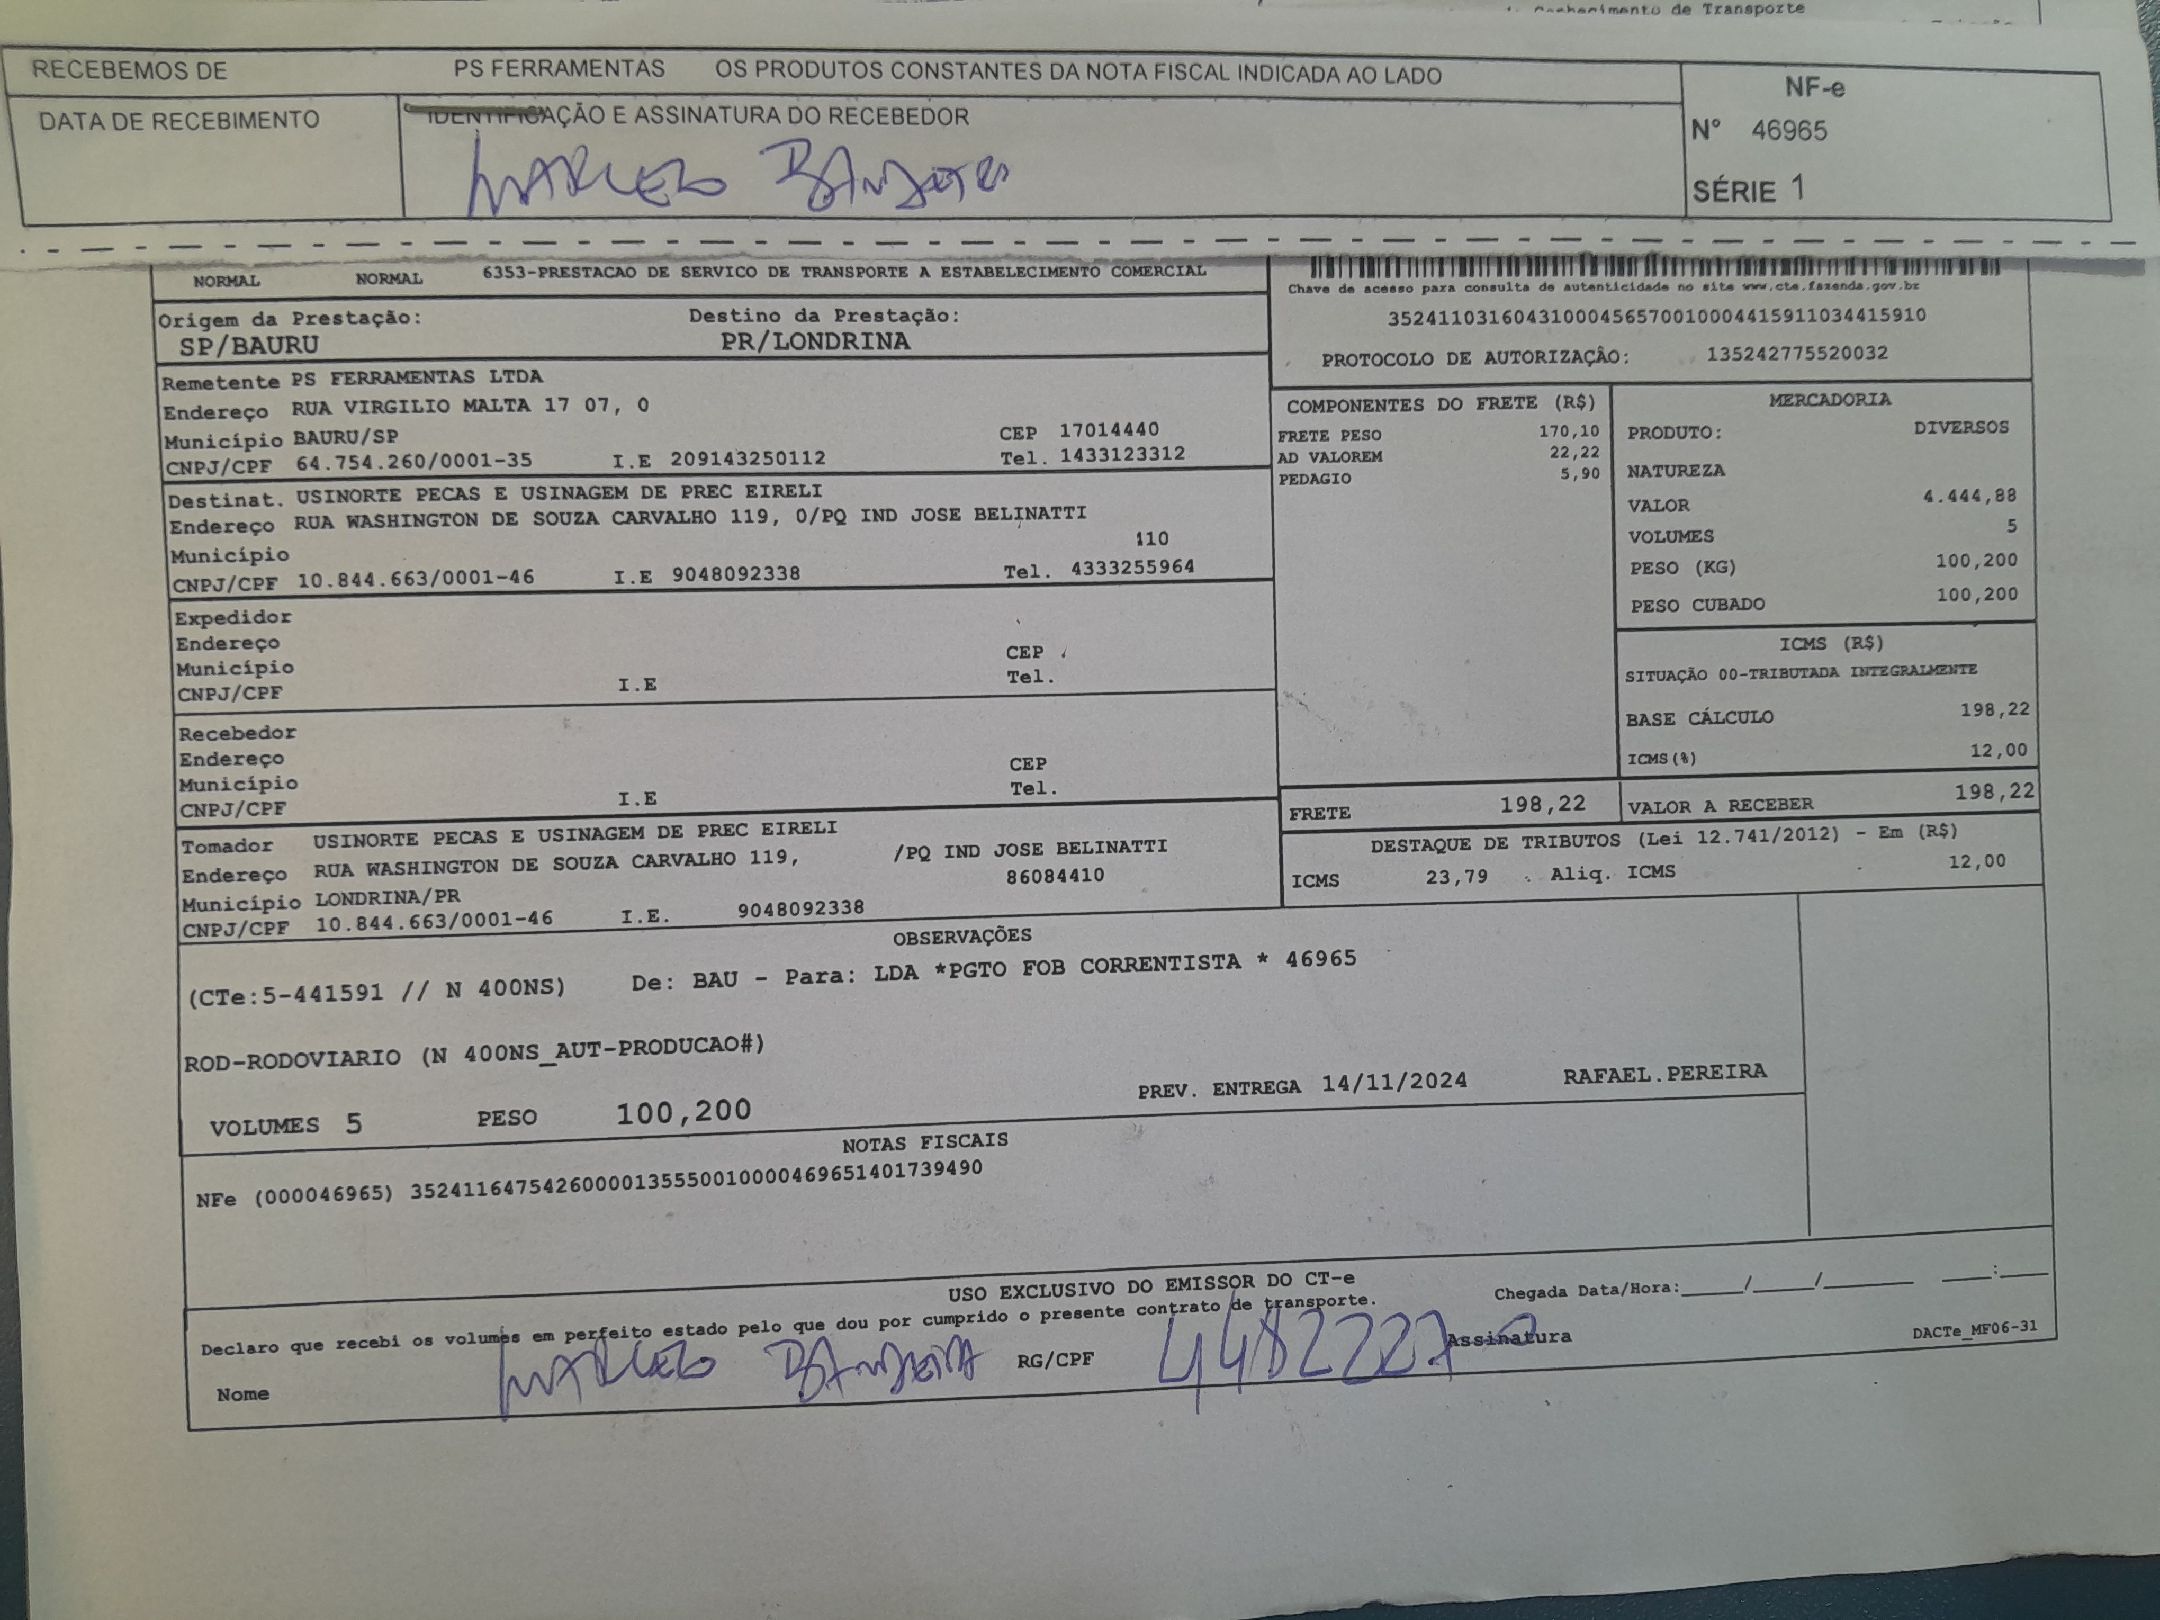 Conhecimento de Transporte
RECEBEMOS DE PS FERRAMENTAS OS PRODUTOS CONSTANTES DA NOTA FISCAL INDICADA AO LADO
NF-e
DATA DE RECEBIMENTO
IDENTIFICAÇÃO E ASSINATURA DO RECEBEDOR
Nº 46965
MARCELO
SÉRIE 1
NORMAL NORMAL 6353-PRESTACAO DE SERVICO DE TRANSPORTE A ESTABELECIMENTO COMERCIAL
Chave de acesso para consulta de autenticidade no site www.cte.fazenda.gov.br
35241103160431000456570010004415911034415910
PROTOCOLO DE AUTORIZAÇÃO: 135242775520032
Origem da Prestação: Destino da Prestação:
SP/BAURU PR/LONDRINA
Remetente PS FERRAMENTAS LTDA
Endereço RUA VIRGILIO MALTA 17 07, 0
Município BAURU/SP CEP 17014440
CNPJ/CPF 64.754.260/0001-35 I.E 209143250112 Tel. 1433123312
Destinat. USINORTE PECAS E USINAGEM DE PREC EIRELI
Endereço RUA WASHINGTON DE SOUZA CARVALHO 119, 0/PQ IND JOSE BELINATTI
Município 110
CNPJ/CPF 10.844.663/0001-46 I.E 9048092338 Tel. 4333255964
Expedidor
Endereço
Município CEP
CNPJ/CPF I.E Tel.
Recebedor
Endereço
Município CEP
CNPJ/CPF I.E Tel.
Tomador USINORTE PECAS E USINAGEM DE PREC EIRELI
Endereço RUA WASHINGTON DE SOUZA CARVALHO 119, /PQ IND JOSE BELINATTI
Município LONDRINA/PR 86084410
CNPJ/CPF 10.844.663/0001-46 I.E. 9048092338
COMPONENTES DO FRETE (R$)
FRETE PESO 170,10
AD VALOREM 22,22
PEDAGIO 5,90
MERCADORIA
PRODUTO: DIVERSOS
NATUREZA
VALOR 4.444,88
VOLUMES 5
PESO (KG) 100,200
PESO CUBADO 100,200
ICMS (R$)
SITUAÇÃO 00-TRIBUTADA INTEGRALMENTE
BASE CÁLCULO 198,22
ICMS(%) 12,00
FRETE 198,22 VALOR A RECEBER 198,22
DESTAQUE DE TRIBUTOS (Lei 12.741/2012) - Em (R$)
ICMS 23,79 Aliq. ICMS 12,00
OBSERVAÇÕES
(CTe:5-441591 // N 400NS) De: BAU - Para: LDA *PGTO FOB CORRENTISTA * 46965
ROD-RODOVIARIO (N 400NS_AUT-PRODUCAO#)
PREV. ENTREGA 14/11/2024 RAFAEL.PEREIRA
VOLUMES 5 PESO 100,200
NOTAS FISCAIS
NFe (000046965) 35241164754260000135550010000469651401739490
USO EXCLUSIVO DO EMISSOR DO CT-e
Declaro que recebi os volumes em perfeito estado pelo que dou por cumprido o presente contrato de transporte.
Chegada Data/Hora:____/____/______ ___:___
Nome MARCELO BANDEIRA RG/CPF Assinatura
DACTe_MF06-31